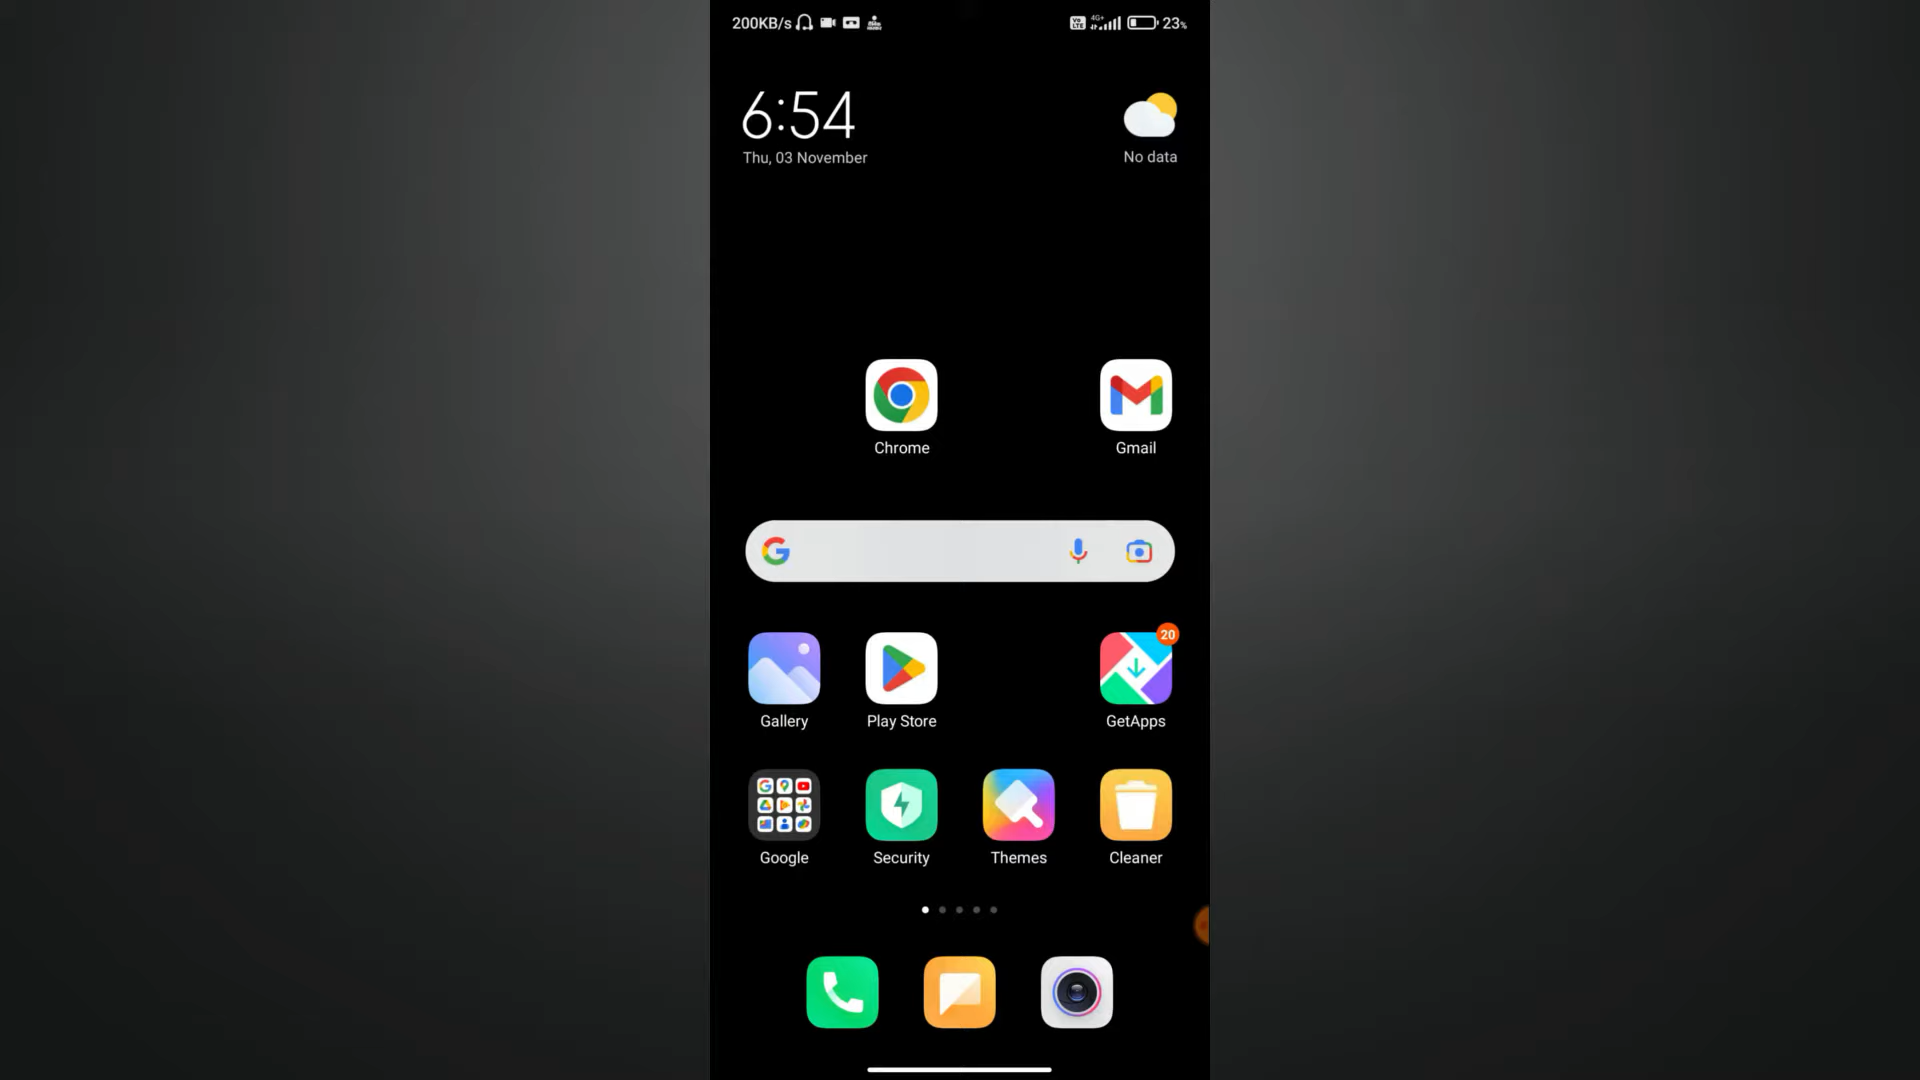 200KB/s 4G+ 23%
6:54
Thu, 03 November
No data
Chrome Gmail
20
Gallery Play Store GetApps
Google Security Themes Cleaner